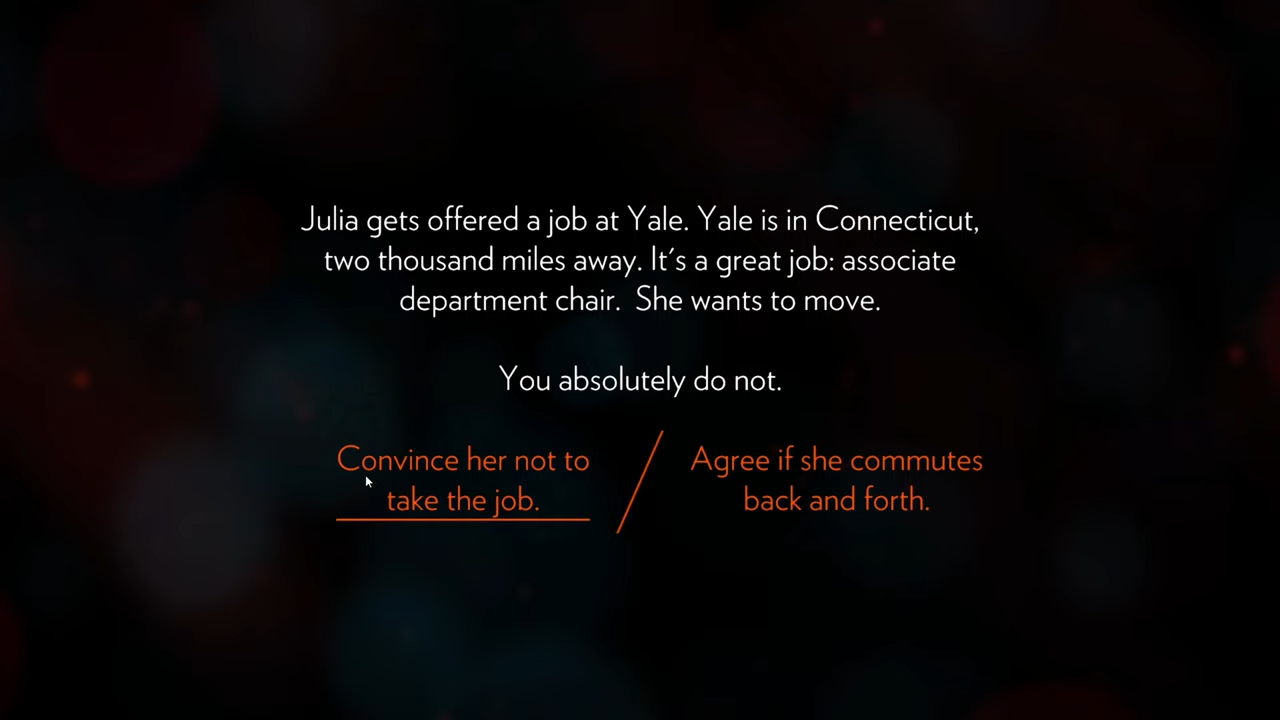 Julia gets offered a job at Yale. Yale is in Connecticut,
two thousand miles away. It's a great job: associate
department chair.  She wants to move.
You absolutely do not.
Convince her not to
take the job.
Agree if she commutes
back and forth.